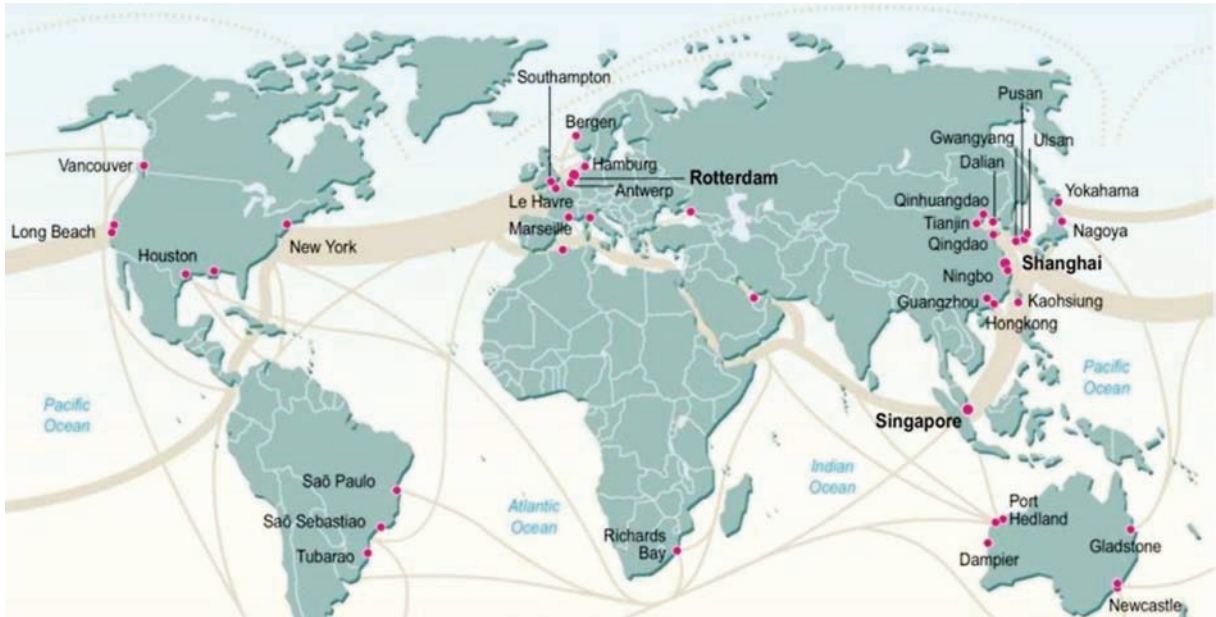 Southampton
Pusan
Bergen
Gwangyang
Ulsan
Vancouver
Hamburg
Dalian
Rotterdam
Antwerp
Yokahama
Le Havre
Qinhuangdao
Long Beach
New York
Marseille
Tianjin
Nagoya
Qingdao
Houston
Shanghai
Ningbo
Guangzhou
Kaohsiung
Hongkong
Pacific
Ocean
Pacific
Ocean
Singapore
Indian
Ocean
Saō Paulo
Atlantic
Ocean
Port
Hedland
Saō Sebastiao
Richards
Bay
Gladstone
Tubarao
Dampier
Newcastle